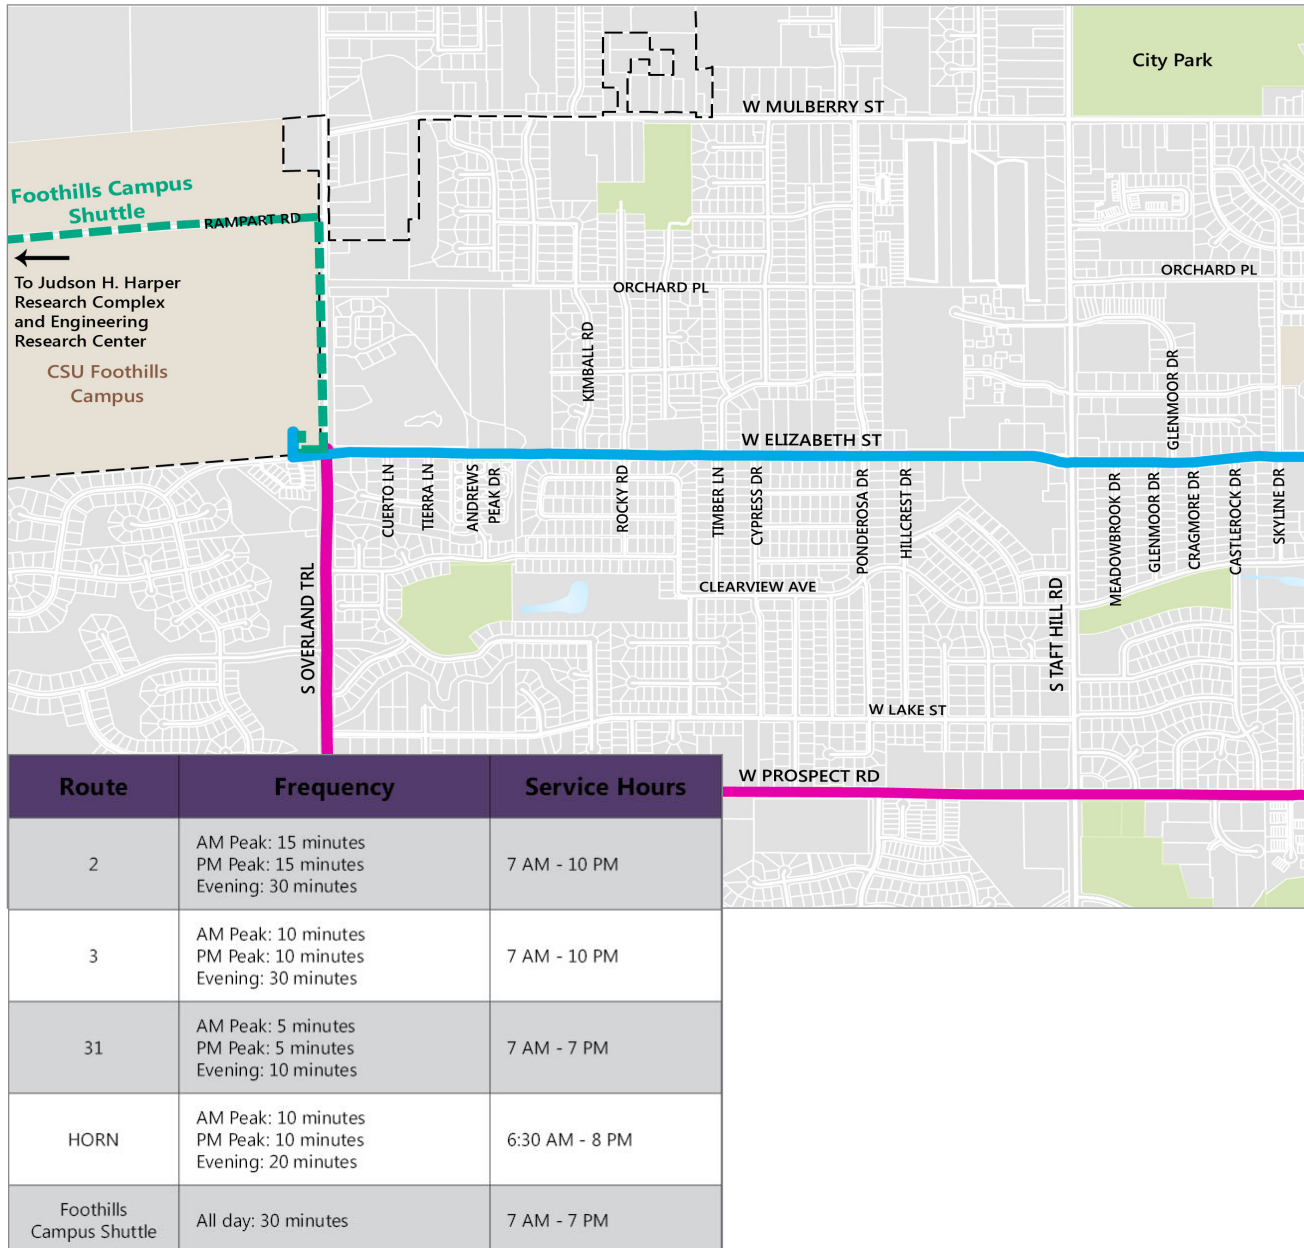 City Park
W MULBERRY ST
Foothills Campus
Shuttle
RAMPART RD
To Judson H. Harper
Research Complex
and Engineering
Research Center
CSU Foothills
Campus
ORCHARD PL
ORCHARD PL
KIMBALL RD
GLENMOOR DR
W ELIZABETH ST
CUERTO LN
TIERRA LN
ANDREWS
PEAK DR
ROCKY RD
TIMBER LN
CYPRESS DR
PONDEROSA DR
HILLCREST DR
MEADOWBROOK DR
GLENMOOR DR
CRAGMORE DR
CASTLEROCK DR
SKYLINE DR
CLEARVIEW AVE
S OVERLAND TRL
S TAFT HILL RD
W LAKE ST
W PROSPECT RD
Route Frequency Service Hours
AM Peak: 15 minutes
2 PM Peak: 15 minutes 7 AM - 10 PM
Evening: 30 minutes
AM Peak: 10 minutes
3 PM Peak: 10 minutes 7 AM - 10 PM
Evening: 30 minutes
AM Peak: 5 minutes
31 PM Peak: 5 minutes 7 AM - 7 PM
Evening: 10 minutes
AM Peak: 10 minutes
HORN PM Peak: 10 minutes 6:30 AM - 8 PM
Evening: 20 minutes
Foothills
Campus Shuttle All day: 30 minutes 7 AM - 7 PM